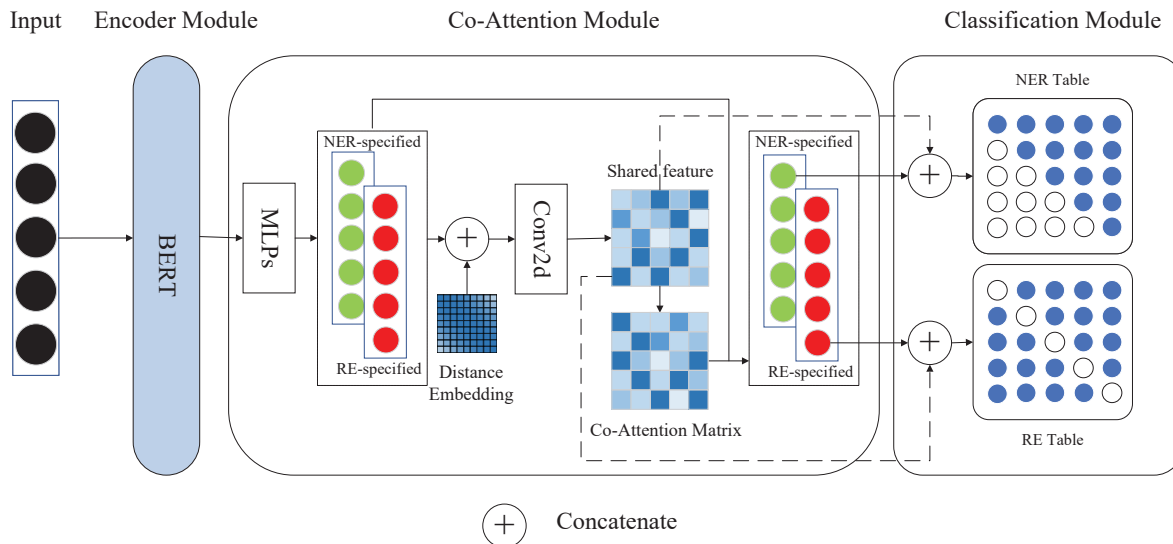 Input
Encoder Module
Co-Attention Module
Classification Module
BERT
MLPs
NER-specified
RE-specified
+
Distance
Embedding
Conv2d
Shared feature
Co-Attention Matrix
NER-specified
RE-specified
+
+
NER Table
RE Table
+
Concatenate